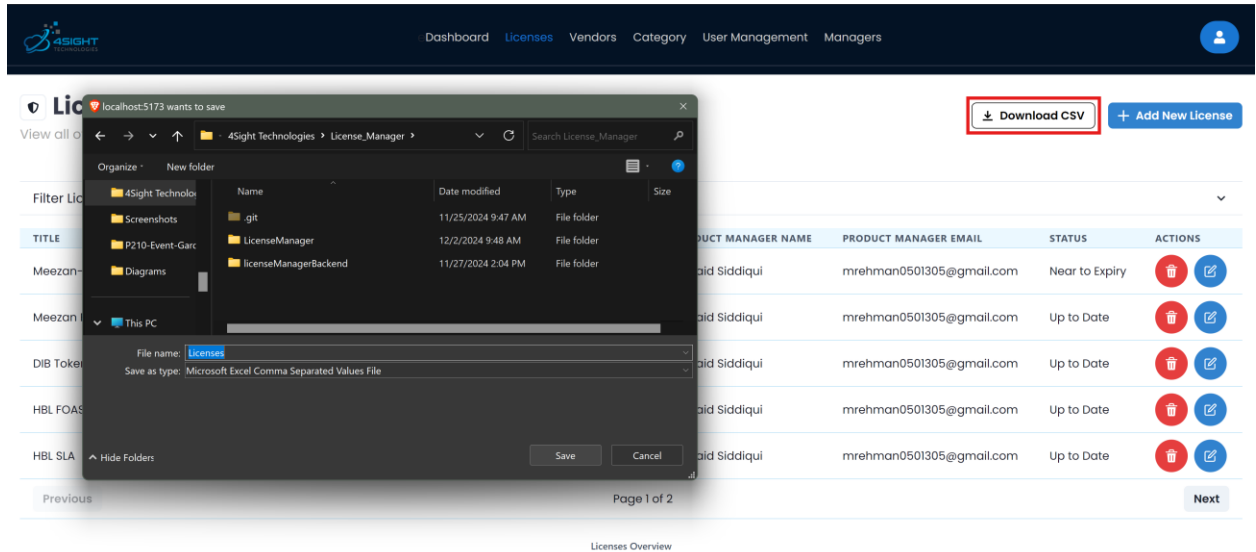 4SIGHT
TECHNOLOGIES
Dashboard Licenses Vendors Category User Management Managers
Lic
View all o
Download CSV
+ Add New License
localhost:5173 wants to save
4Sight Technologies > License_Manager >
Search License_Manager
Organize
New folder
Filter Lic
4Sight Technolo
Screenshots
P210-Event-Garc
Diagrams
This PC
Name Date modified Type Size
.git 11/25/2024 9:47 AM File folder
LicenseManager 12/2/2024 9:48 AM File folder
licenseManagerBackend 11/27/2024 2:04 PM File folder
File name: Licenses
Save as type: Microsoft Excel Comma Separated Values File
Hide Folders
Save
Cancel
TITLE DUCT MANAGER NAME PRODUCT MANAGER EMAIL STATUS ACTIONS
Meezan- aid Siddiqui mrehman0501305@gmail.com Near to Expiry
Meezan aid Siddiqui mrehman0501305@gmail.com Up to Date
DIB Toke aid Siddiqui mrehman0501305@gmail.com Up to Date
HBL FOAS aid Siddiqui mrehman0501305@gmail.com Up to Date
HBL SLA aid Siddiqui mrehman0501305@gmail.com Up to Date
Previous Page 1 of 2 Next
Licenses Overview